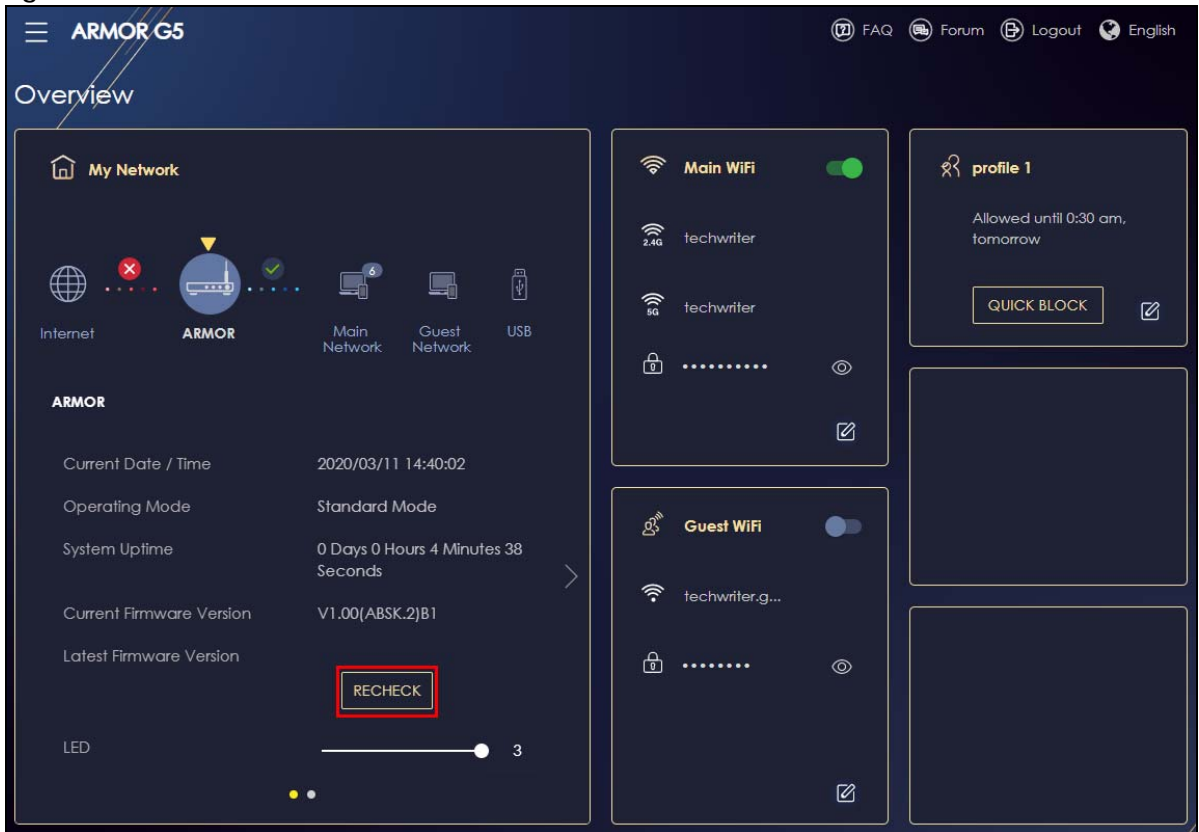 ARMOR G5
FAQ
Forum
Logout
English
Overview
My Network
6
Internet
ARMOR
Main
Network
Guest
Network
USB
ARMOR
Current Date / Time
2020/03/11 14:40:02
Operating Mode
Standard Mode
System Uptime
0 Days 0 Hours 4 Minutes 38
Seconds
Current Firmware Version
V1.00(ABSK.2)B1
Latest Firmware Version
RECHECK
LED
3
Main WiFi
2.4G
techwriter
5G
techwriter
••••••••••
Guest WiFi
techwriter.g...
••••••••
profile 1
Allowed until 0:30 am,
tomorrow
QUICK BLOCK